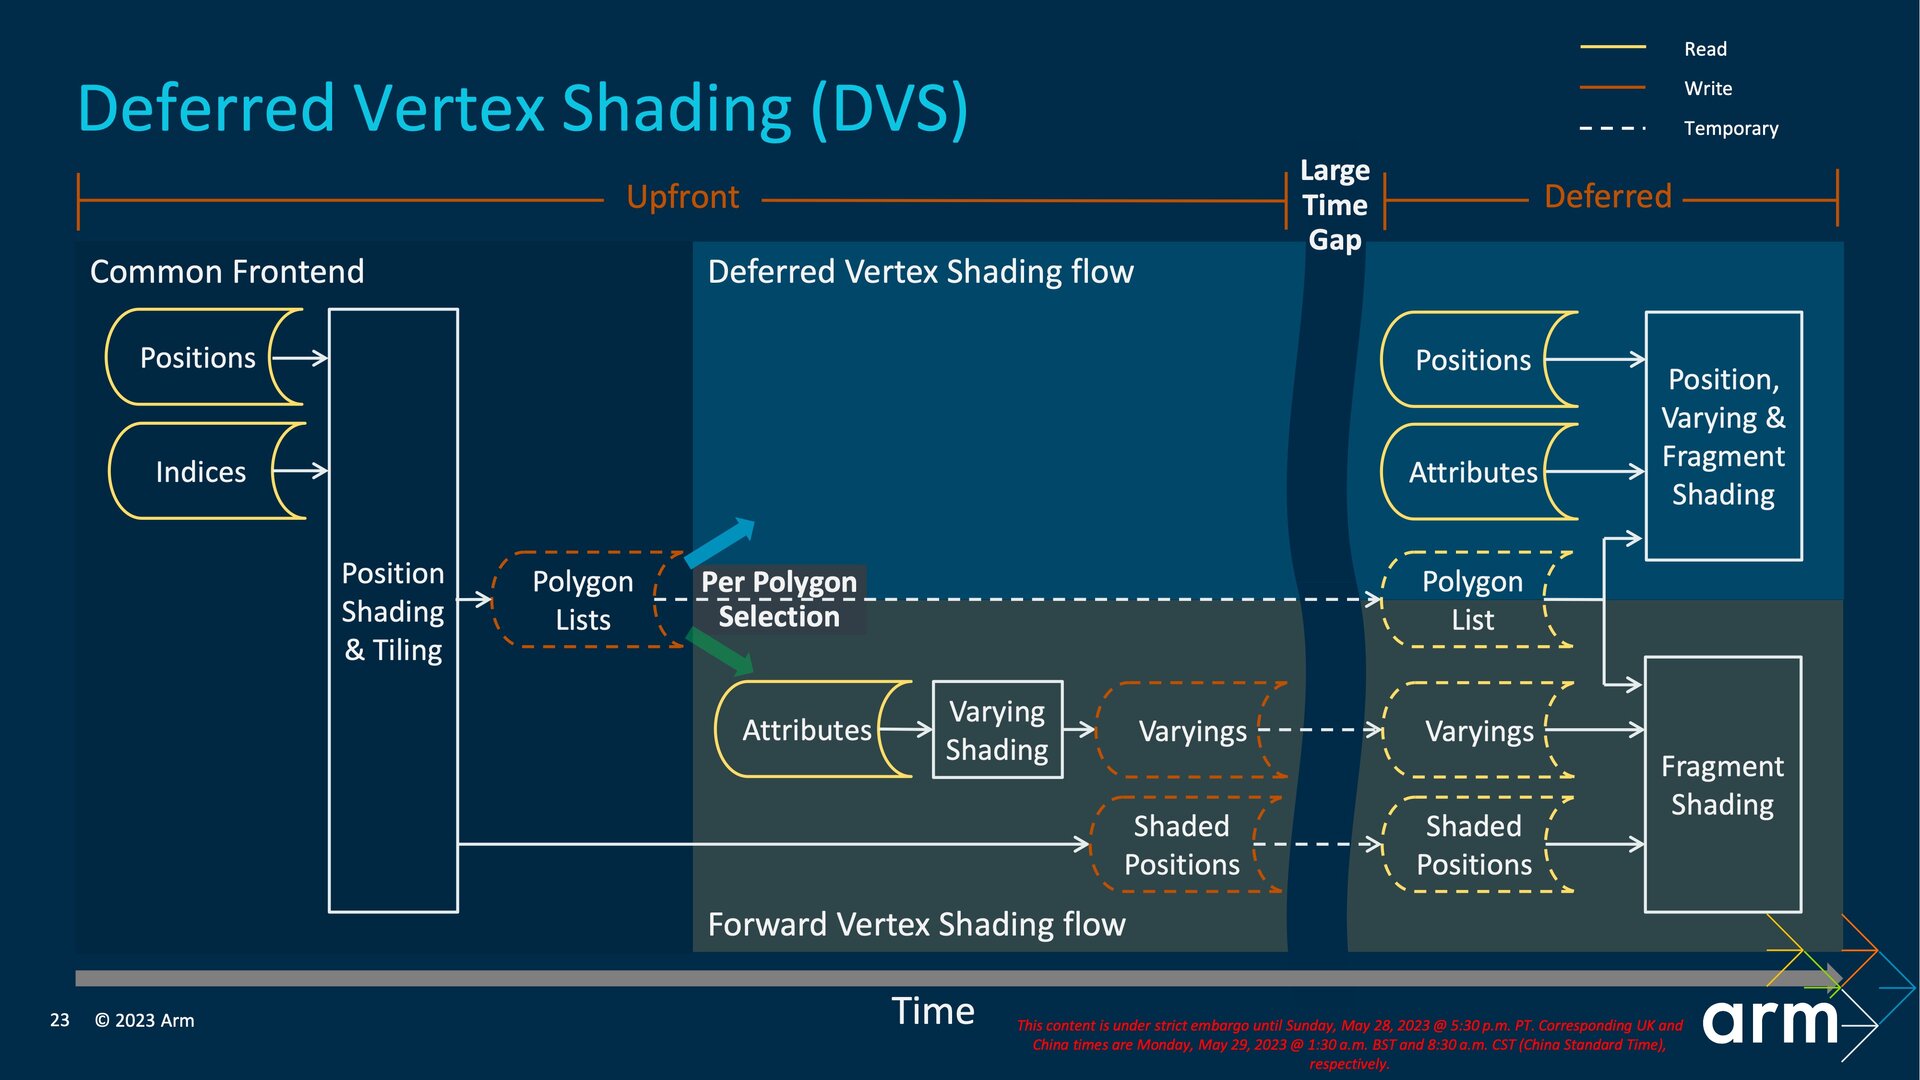 Read
Write
Temporary
Deferred Vertex Shading (DVS)
Upfront
Large
Time
Gap
Deferred
Common Frontend
Deferred Vertex Shading flow
Positions
Indices
Position
Shading
& Tiling
Polygon
Lists
Per Polygon
Selection
Attributes
Varying
Shading
Varyings
Shaded
Positions
Forward Vertex Shading flow
Positions
Attributes
Polygon
List
Varyings
Shaded
Positions
Position,
Varying &
Fragment
Shading
Fragment
Shading
Time
23 © 2023 Arm
This content is under strict embargo until Sunday, May 28, 2023 @ 5:30 p.m. PT. Corresponding UK and
China times are Monday, May 29, 2023 @ 1:30 a.m. BST and 8:30 a.m. CST (China Standard Time),
respectively.
arm